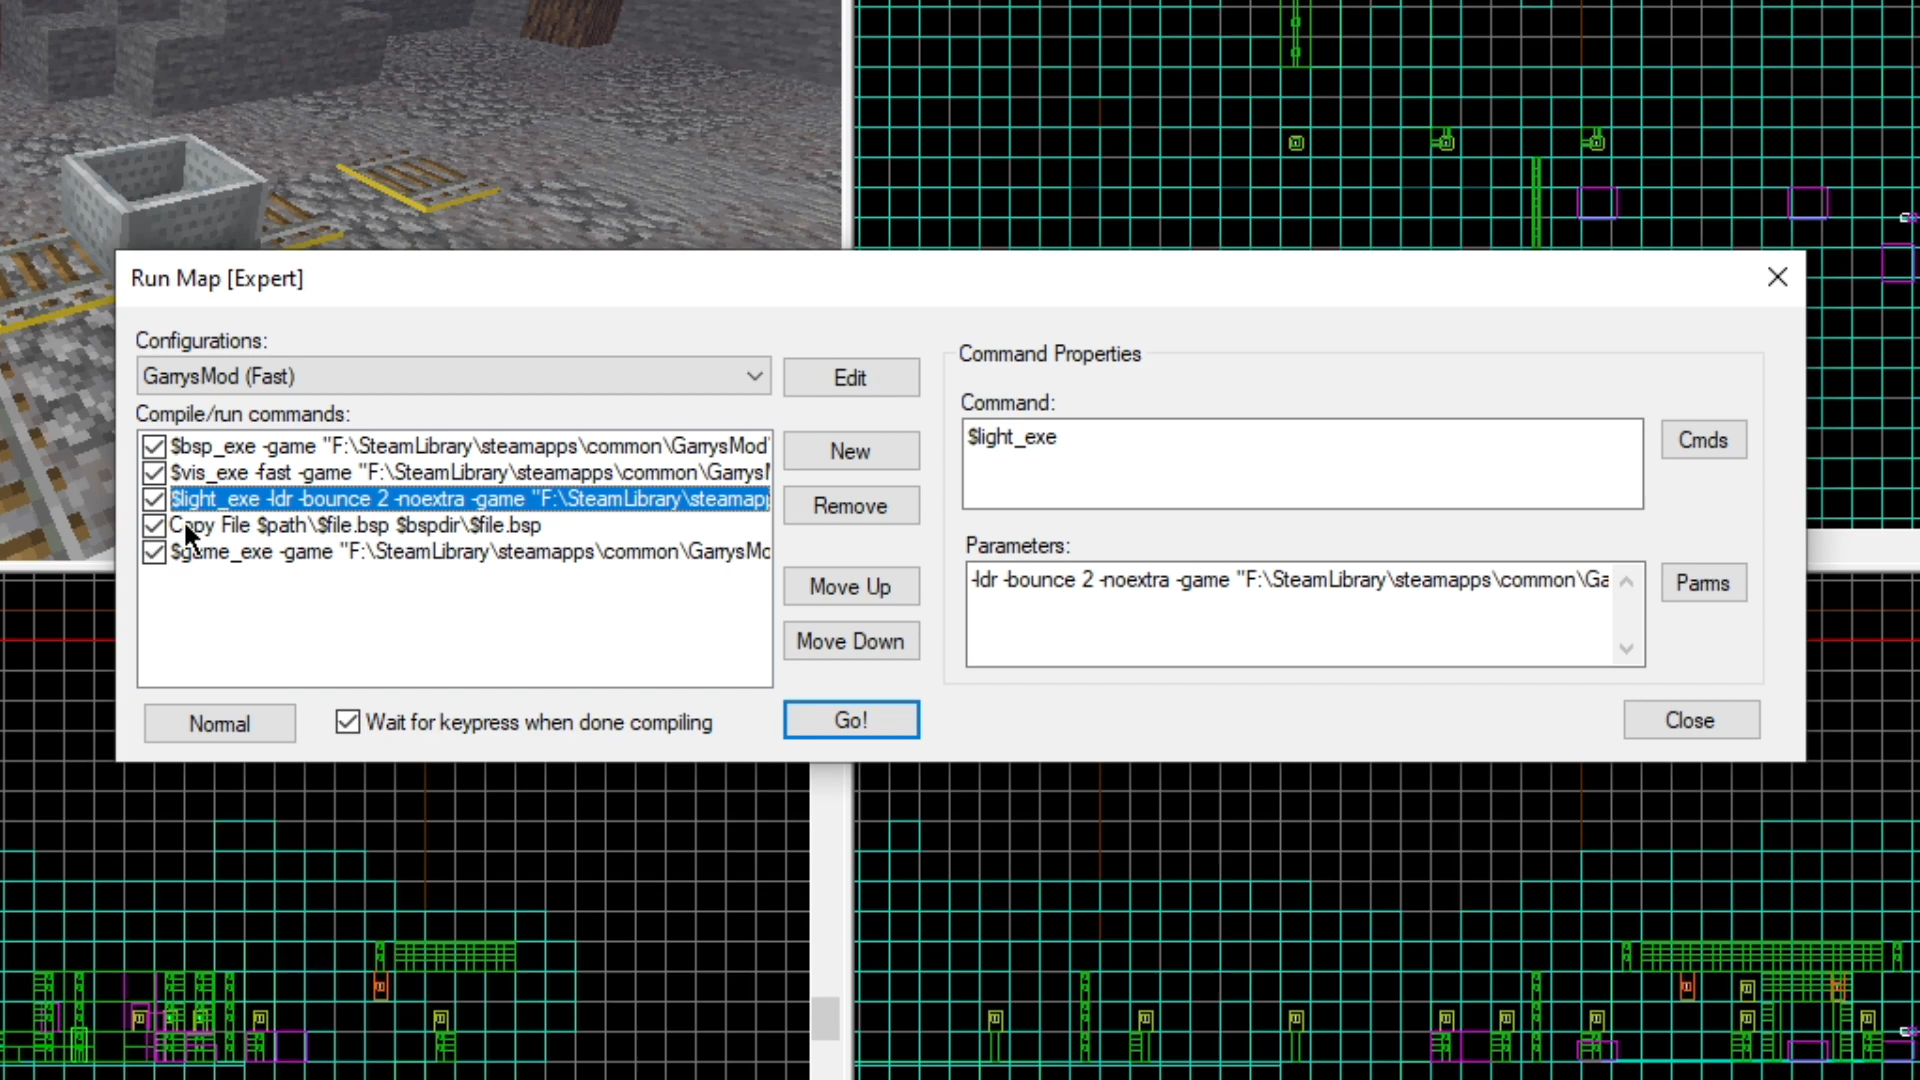 Run Map [Expert]
Configurations:
GarrysMod (Fast)
Edit
Compile/run commands:
$bsp_exe -game "F:\SteamLibrary\steamapps\common\GarrysMod"
$vis_exe -fast -game "F:\SteamLibrary\steamapps\common\Garrys
$light_exe -ldr -bounce 2 -noextra -game "F:\SteamLibrary\steamapp
Copy File $path\$file.bsp $bspdir\$file.bsp
$game_exe -game "F:\SteamLibrary\steamapps\common\GarrysMo
New
Remove
Move Up
Move Down
Normal
Wait for keypress when done compiling
Go!
Command Properties
Command:
$light_exe
Cmds
Parameters:
-ldr -bounce 2 -noextra -game "F:\SteamLibrary\steamapps\common\Ga
Parms
Close